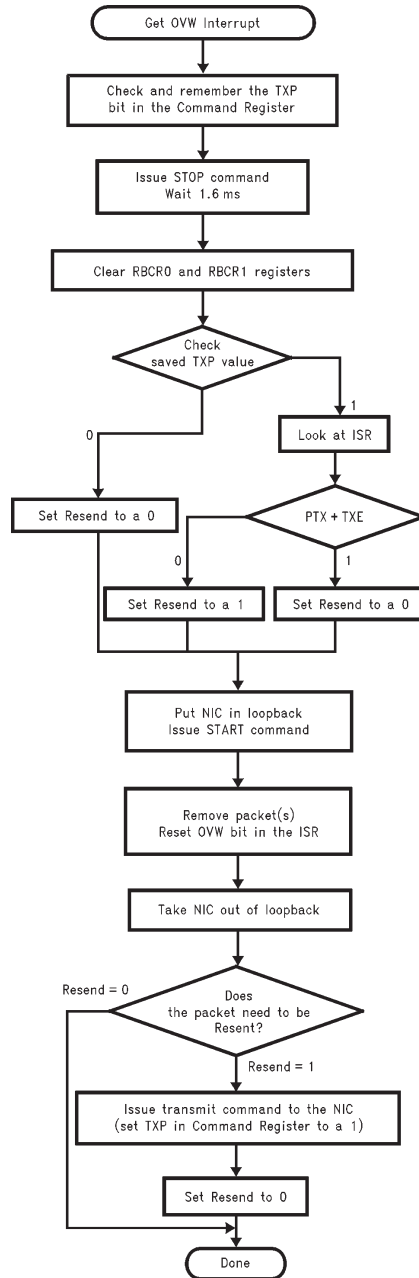 Get OVW Interrupt
Check and remember the TXP
bit in the Command Register
Issue STOP command
Wait 1.6 ms
Clear RBCR0 and RBCR1 registers
Check
saved TXP value
0
1
Look at ISR
Set Resend to a 0
PTX + TXE
0
1
Set Resend to a 1
Set Resend to a 0
Put NIC in loopback
Issue START command
Remove packet(s)
Reset OVW bit in the ISR
Take NIC out of loopback
Resend = 0
Does
the packet need to be
Resent?
Resend = 1
Issue transmit command to the NIC
(set TXP in Command Register to a 1)
Set Resend to 0
Done